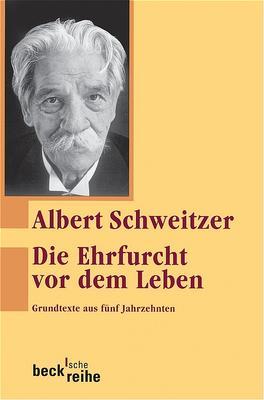 Albert Schweitzer
Die Ehrfurcht
vor dem Leben
Grundtexte aus fünf Jahrzehnten
beck'sche
reihe